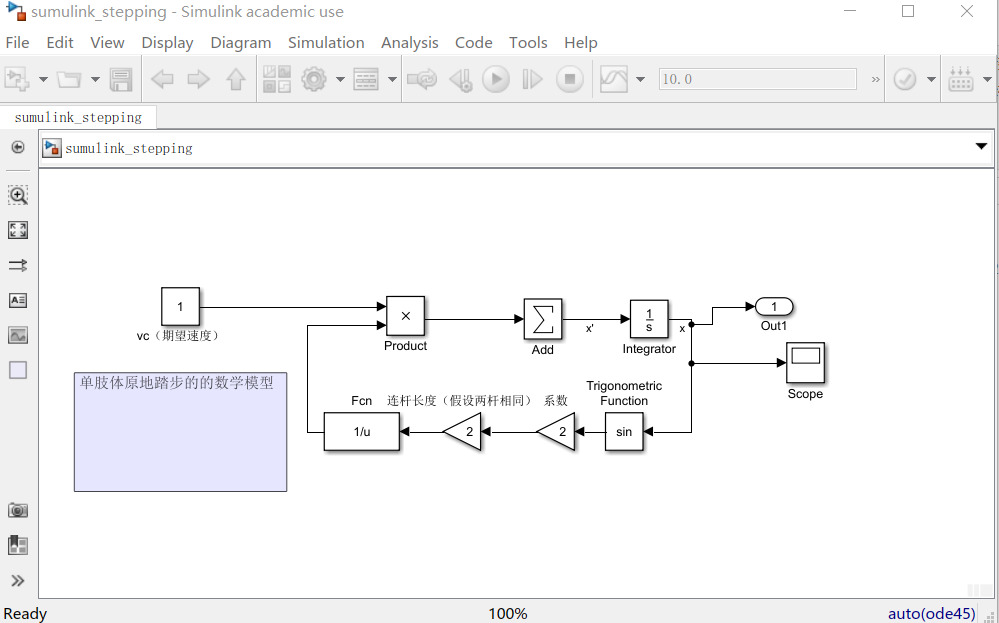 sumulink_stepping - Simulink academic use
File Edit View Display Diagram Simulation Analysis Code Tools Help
10.0
sumulink_stepping
sumulink_stepping
1
vc（期望速度）
×
Product
∑
Add
x'
1
s
Integrator
x
1
Out1
Scope
单肢体原地踏步的的数学模型
Fcn
连杆长度（假设两杆相同）
系数
Trigonometric
Function
1/u
2
2
sin
Ready
100%
auto(ode45)